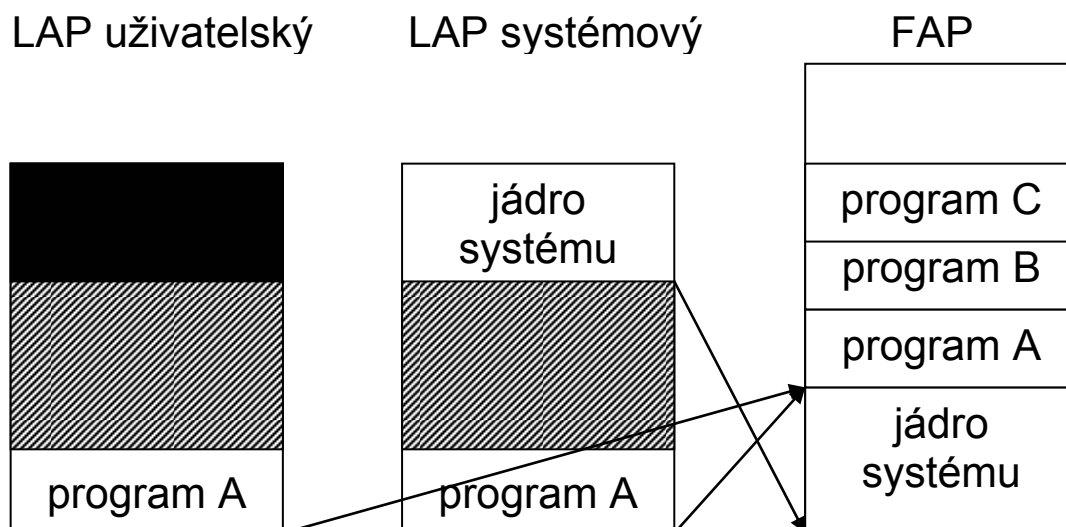 LAP uživatelský
LAP systémový
FAP
program A
jádro
systému
program A
program C
program B
program A
jádro
systému